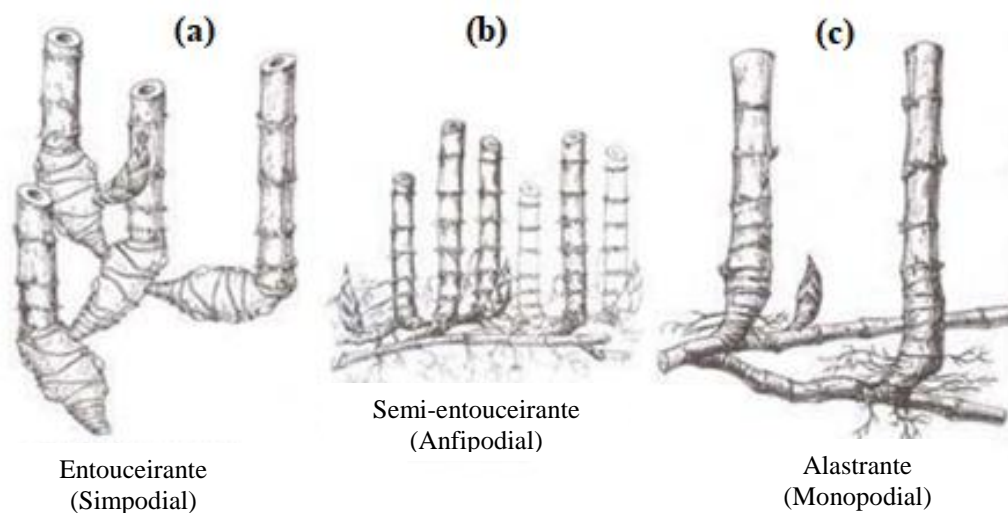 (a)
(b)
(c)
Entouceirante
(Simpodial)
Semi-entouceirante
(Anfipodial)
Alastrante
(Monopodial)